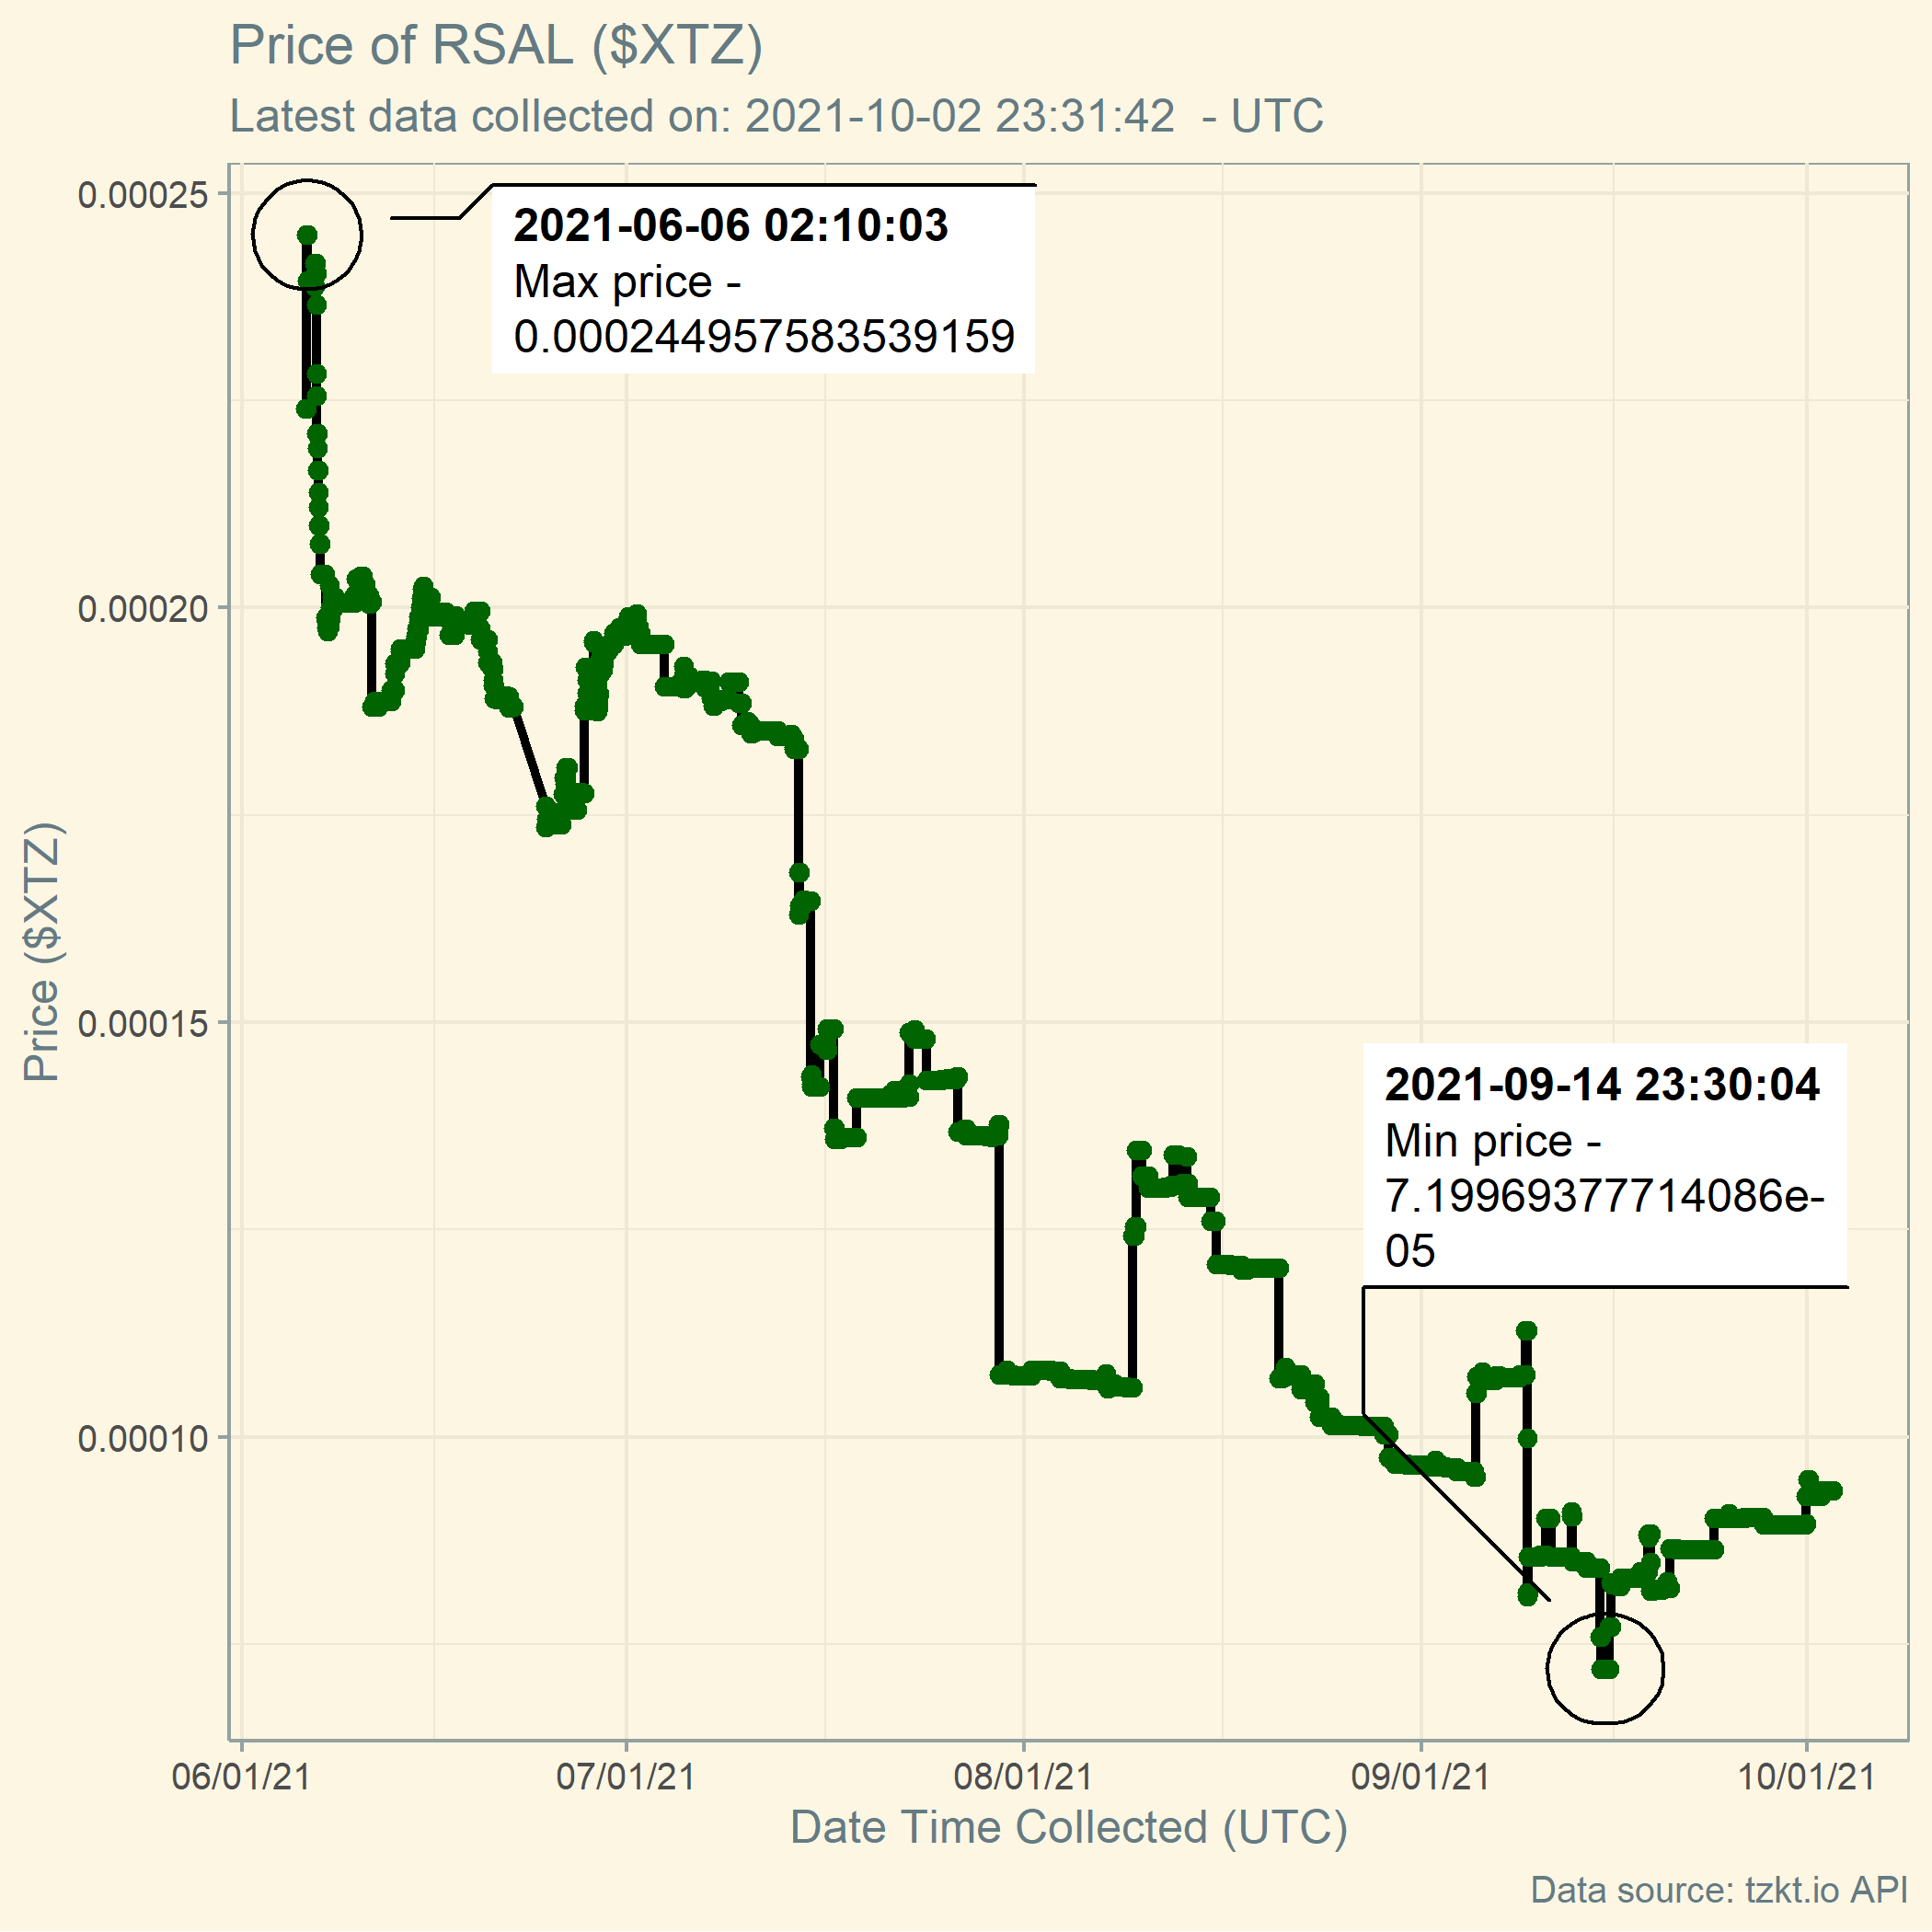 Price of RSAL ($XTZ)
Latest data collected on: 2021-10-02 23:31:42  - UTC
0.00025
0.00020
0.00015
0.00010
Price ($XTZ)
2021-06-06 02:10:03
Max price -
0.000244957583539159
2021-09-14 23:30:04
Min price -
7.19969377714086e-
05
06/01/21
07/01/21
08/01/21
09/01/21
10/01/21
Date Time Collected (UTC)
Data source: tzkt.io API